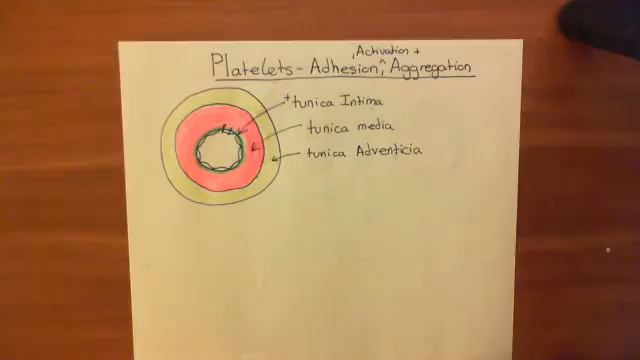 Activation +
Platelets - Adhesion, Aggregation
tunica Intima
tunica media
tunica Adventicia